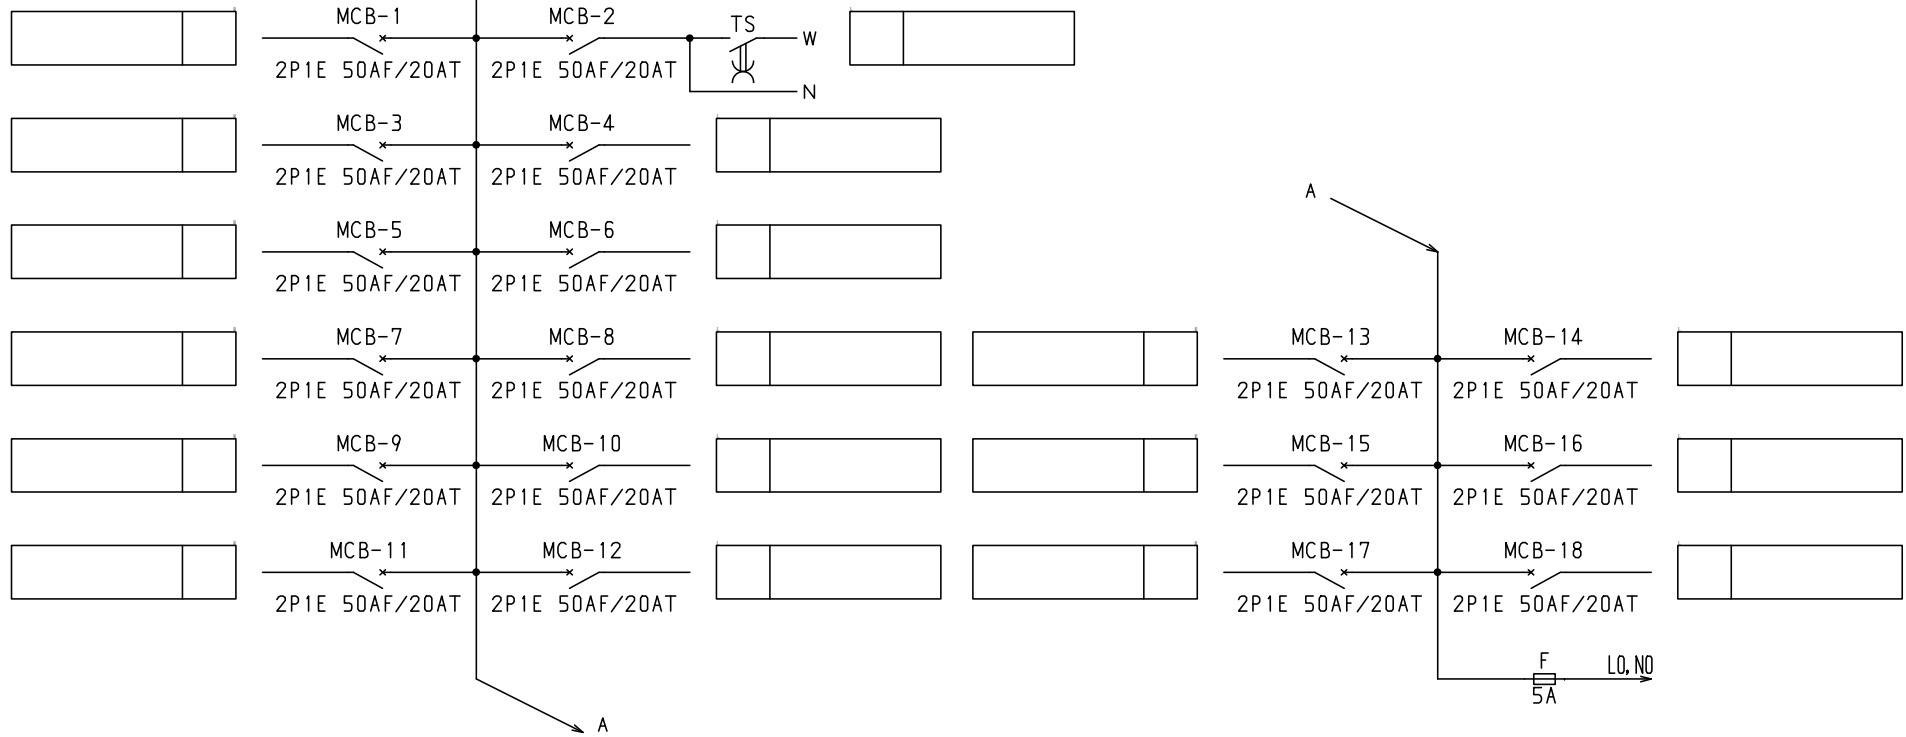 MCB-1 MCB-2 TS W
2P1E 50AF/20AT 2P1E 50AF/20AT
N
MCB-3 MCB-4
2P1E 50AF/20AT 2P1E 50AF/20AT
MCB-5 MCB-6
2P1E 50AF/20AT 2P1E 50AF/20AT
MCB-7 MCB-8
2P1E 50AF/20AT 2P1E 50AF/20AT
MCB-9 MCB-10
2P1E 50AF/20AT 2P1E 50AF/20AT
MCB-11 MCB-12
2P1E 50AF/20AT 2P1E 50AF/20AT
A
A
MCB-13 MCB-14
2P1E 50AF/20AT 2P1E 50AF/20AT
MCB-15 MCB-16
2P1E 50AF/20AT 2P1E 50AF/20AT
MCB-17 MCB-18
2P1E 50AF/20AT 2P1E 50AF/20AT
F L0,N0
5A